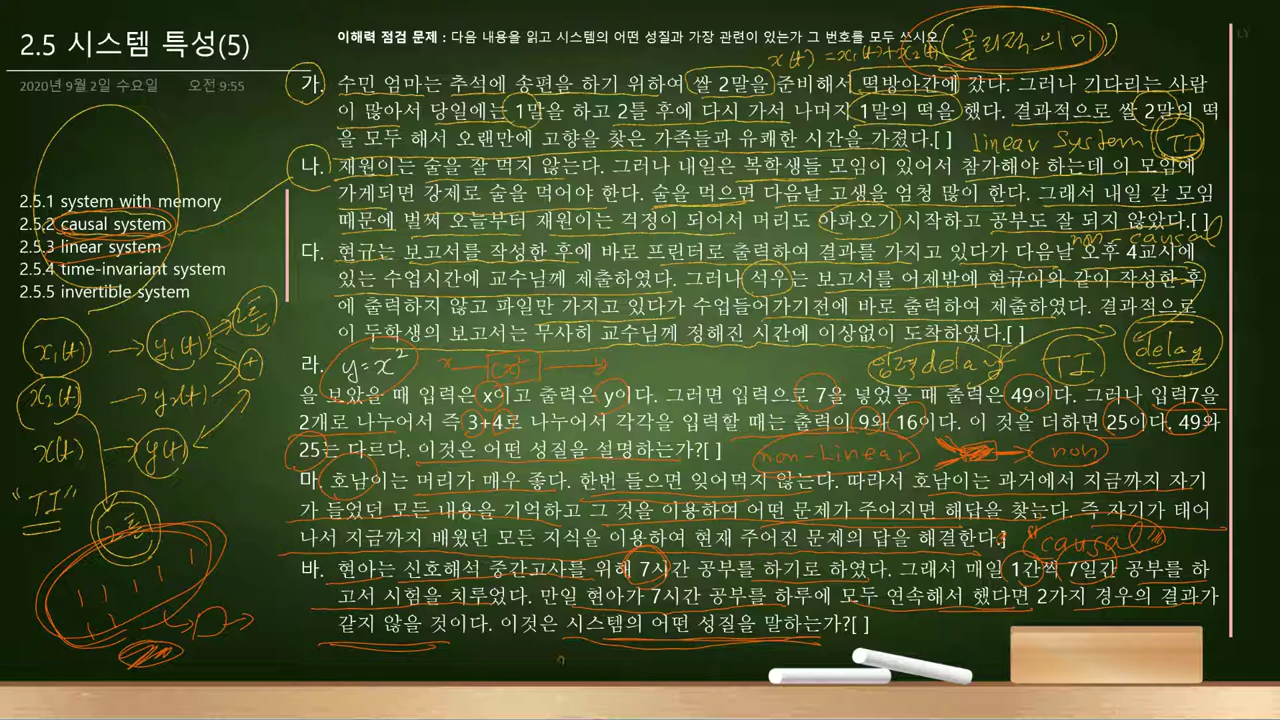 2.5 시스템 특성(5)
2020년 9월 2일 수요일 오전 9:55
2.5.1 system with memory
2.5.2 causal system
2.5.3 linear system
2.5.4 time-invariant system
2.5.5 invertible system
x₁(t) → y₁(t) → 2틀
x₂(t) → y₂(t) (+)
x(t) → y(t)
"TI"
2틀
이해력 점검 문제 : 다음 내용을 읽고 시스템의 어떤 성질과 가장 관련이 있는가 그 번호를 모두 쓰시오.
x(t) = x₁(t)+x₂(t) (물리적의미)
가. 수민 엄마는 추석에 송편을 하기 위하여 쌀 2말을 준비해서 떡방아간에 갔다. 그러나 기다리는 사람
이 많아서 당일에는 1말을 하고 2틀 후에 다시 가서 나머지 1말의 떡을 했다. 결과적으로 쌀 2말의 떡
을 모두 해서 오랜만에 고향을 찾은 가족들과 유쾌한 시간을 가졌다.[ ] linear system TI
나. 재원이는 술을 잘 먹지 않는다. 그러나 내일은 복학생들 모임이 있어서 참가해야 하는데 이 모임에
가게되면 강제로 술을 먹어야 한다. 술을 먹으면 다음날 고생을 엄청 많이 한다. 그래서 내일 갈 모임
때문에 벌써 오늘부터 재원이는 걱정이 되어서 머리도 아파오기 시작하고 공부도 잘 되지 않았다.[ ]
non causal
다. 현규는 보고서를 작성한 후에 바로 프린터로 출력하여 결과를 가지고 있다가 다음날 오후 4교시에
있는 수업시간에 교수님께 제출하였다. 그러나 석우는 보고서를 어제밤에 현규이와 같이 작성한 후
에 출력하지 않고 파일만 가지고 있다가 수업들어가기전에 바로 출력하여 제출하였다. 결과적으로
이 두학생의 보고서는 무사히 교수님께 정해진 시간에 이상없이 도착하였다.[ ]
라. y=x² x (x)² y 입력delay TI delay
을 보았을 때 입력은 x이고 출력은 y이다. 그러면 입력으로 7을 넣었을 때 출력은 49이다. 그러나 입력7을
2개로 나누어서 즉 3+4로 나누어서 각각을 입력할 때는 출력이 9와 16이다. 이 것을 더하면 25이다. 49와
25는 다르다. 이것은 어떤 성질을 설명하는가?[ ] non-Linear → non
마. 호남이는 머리가 매우 좋다. 한번 들으면 잊어먹지 않는다. 따라서 호남이는 과거에서 지금까지 자기
가 들었던 모든 내용을 기억하고 그 것을 이용하여 어떤 문제가 주어지면 해답을 찾는다. 즉 자기가 태어
나서 지금까지 배웠던 모든 지식을 이용하여 현재 주어진 문제의 답을 해결한다.] "causal"
바. 현아는 신호해석 중간고사를 위해 7시간 공부를 하기로 하였다. 그래서 매일 1간씩 7일간 공부를 하
고서 시험을 치루었다. 만일 현아가 7시간 공부를 하루에 모두 연속해서 했다면 2가지 경우의 결과가
같지 않을 것이다. 이것은 시스템의 어떤 성질을 말하는가?[ ]